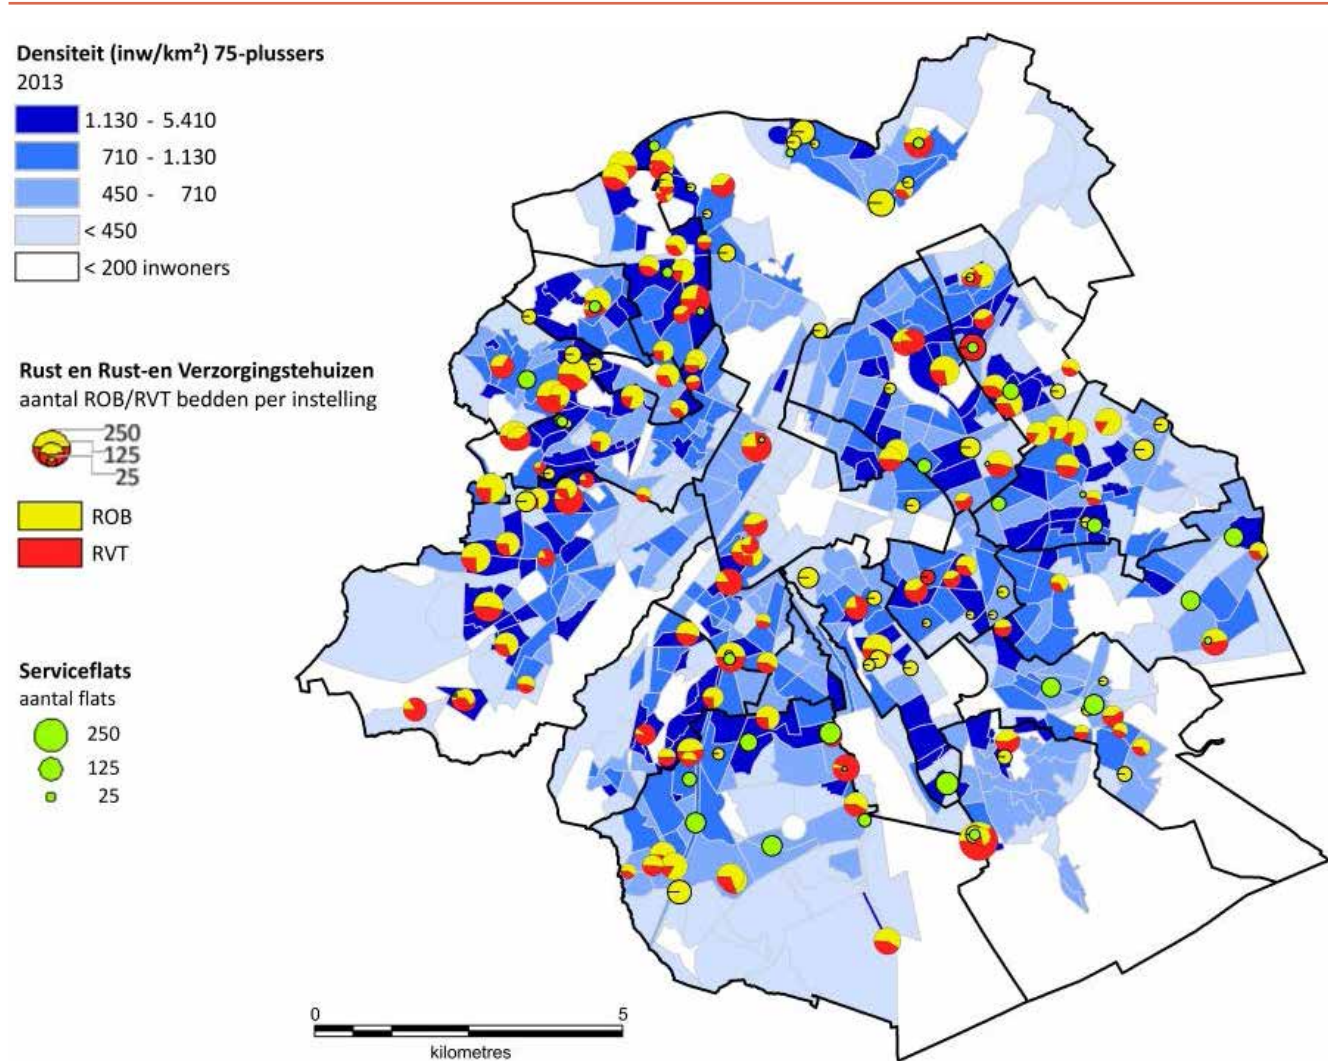 Densiteit (inw/km²) 75-plussers
2013
1.130 - 5.410
710 - 1.130
450 - 710
< 450
< 200 inwoners
Rust en Rust-en Verzorgingstehuizen
aantal ROB/RVT bedden per instelling
250
125
25
ROB
RVT
Serviceflats
aantal flats
250
125
25
0 5
kilometres